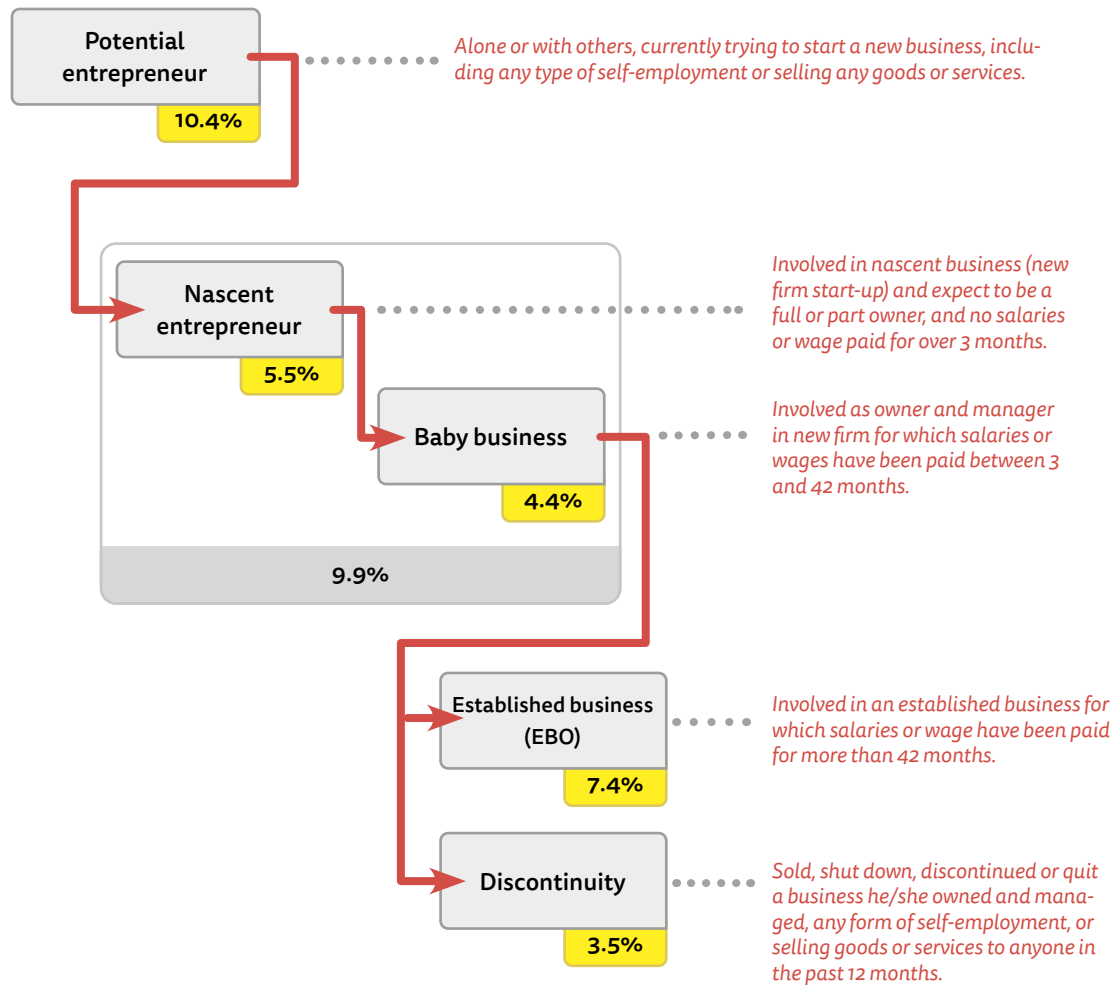 Potential
entrepreneur
10.4%
Alone or with others, currently trying to start a new business, inclu-
ding any type of self-employment or selling any goods or services.
Nascent
entrepreneur
5.5%
Involved in nascent business (new
firm start-up) and expect to be a
full or part owner, and no salaries
or wage paid for over 3 months.
Baby business
4.4%
Involved as owner and manager
in new firm for which salaries or
wages have been paid between 3
and 42 months.
9.9%
Established business
(EBO)
7.4%
Involved in an established business for
which salaries or wage have been paid
for more than 42 months.
Discontinuity
3.5%
Sold, shut down, discontinued or quit
a business he/she owned and mana-
ged, any form of self-employment, or
selling goods or services to anyone in
the past 12 months.